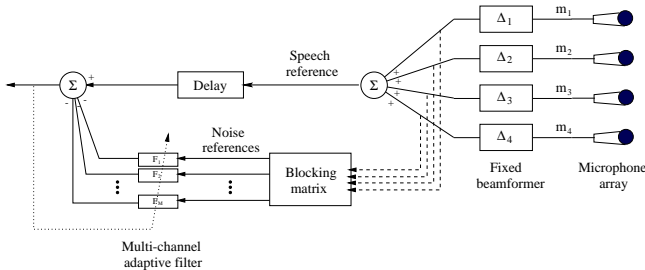 Δ1 m1
Δ2 m2
Δ3 m3
Δ4 m4
Speech
reference
Σ + Delay Σ
+
+
+
+
- - -
Noise
references
F1
F2
FM
Blocking
matrix
Fixed
beamformer
Microphone
array
Multi-channel
adaptive filter